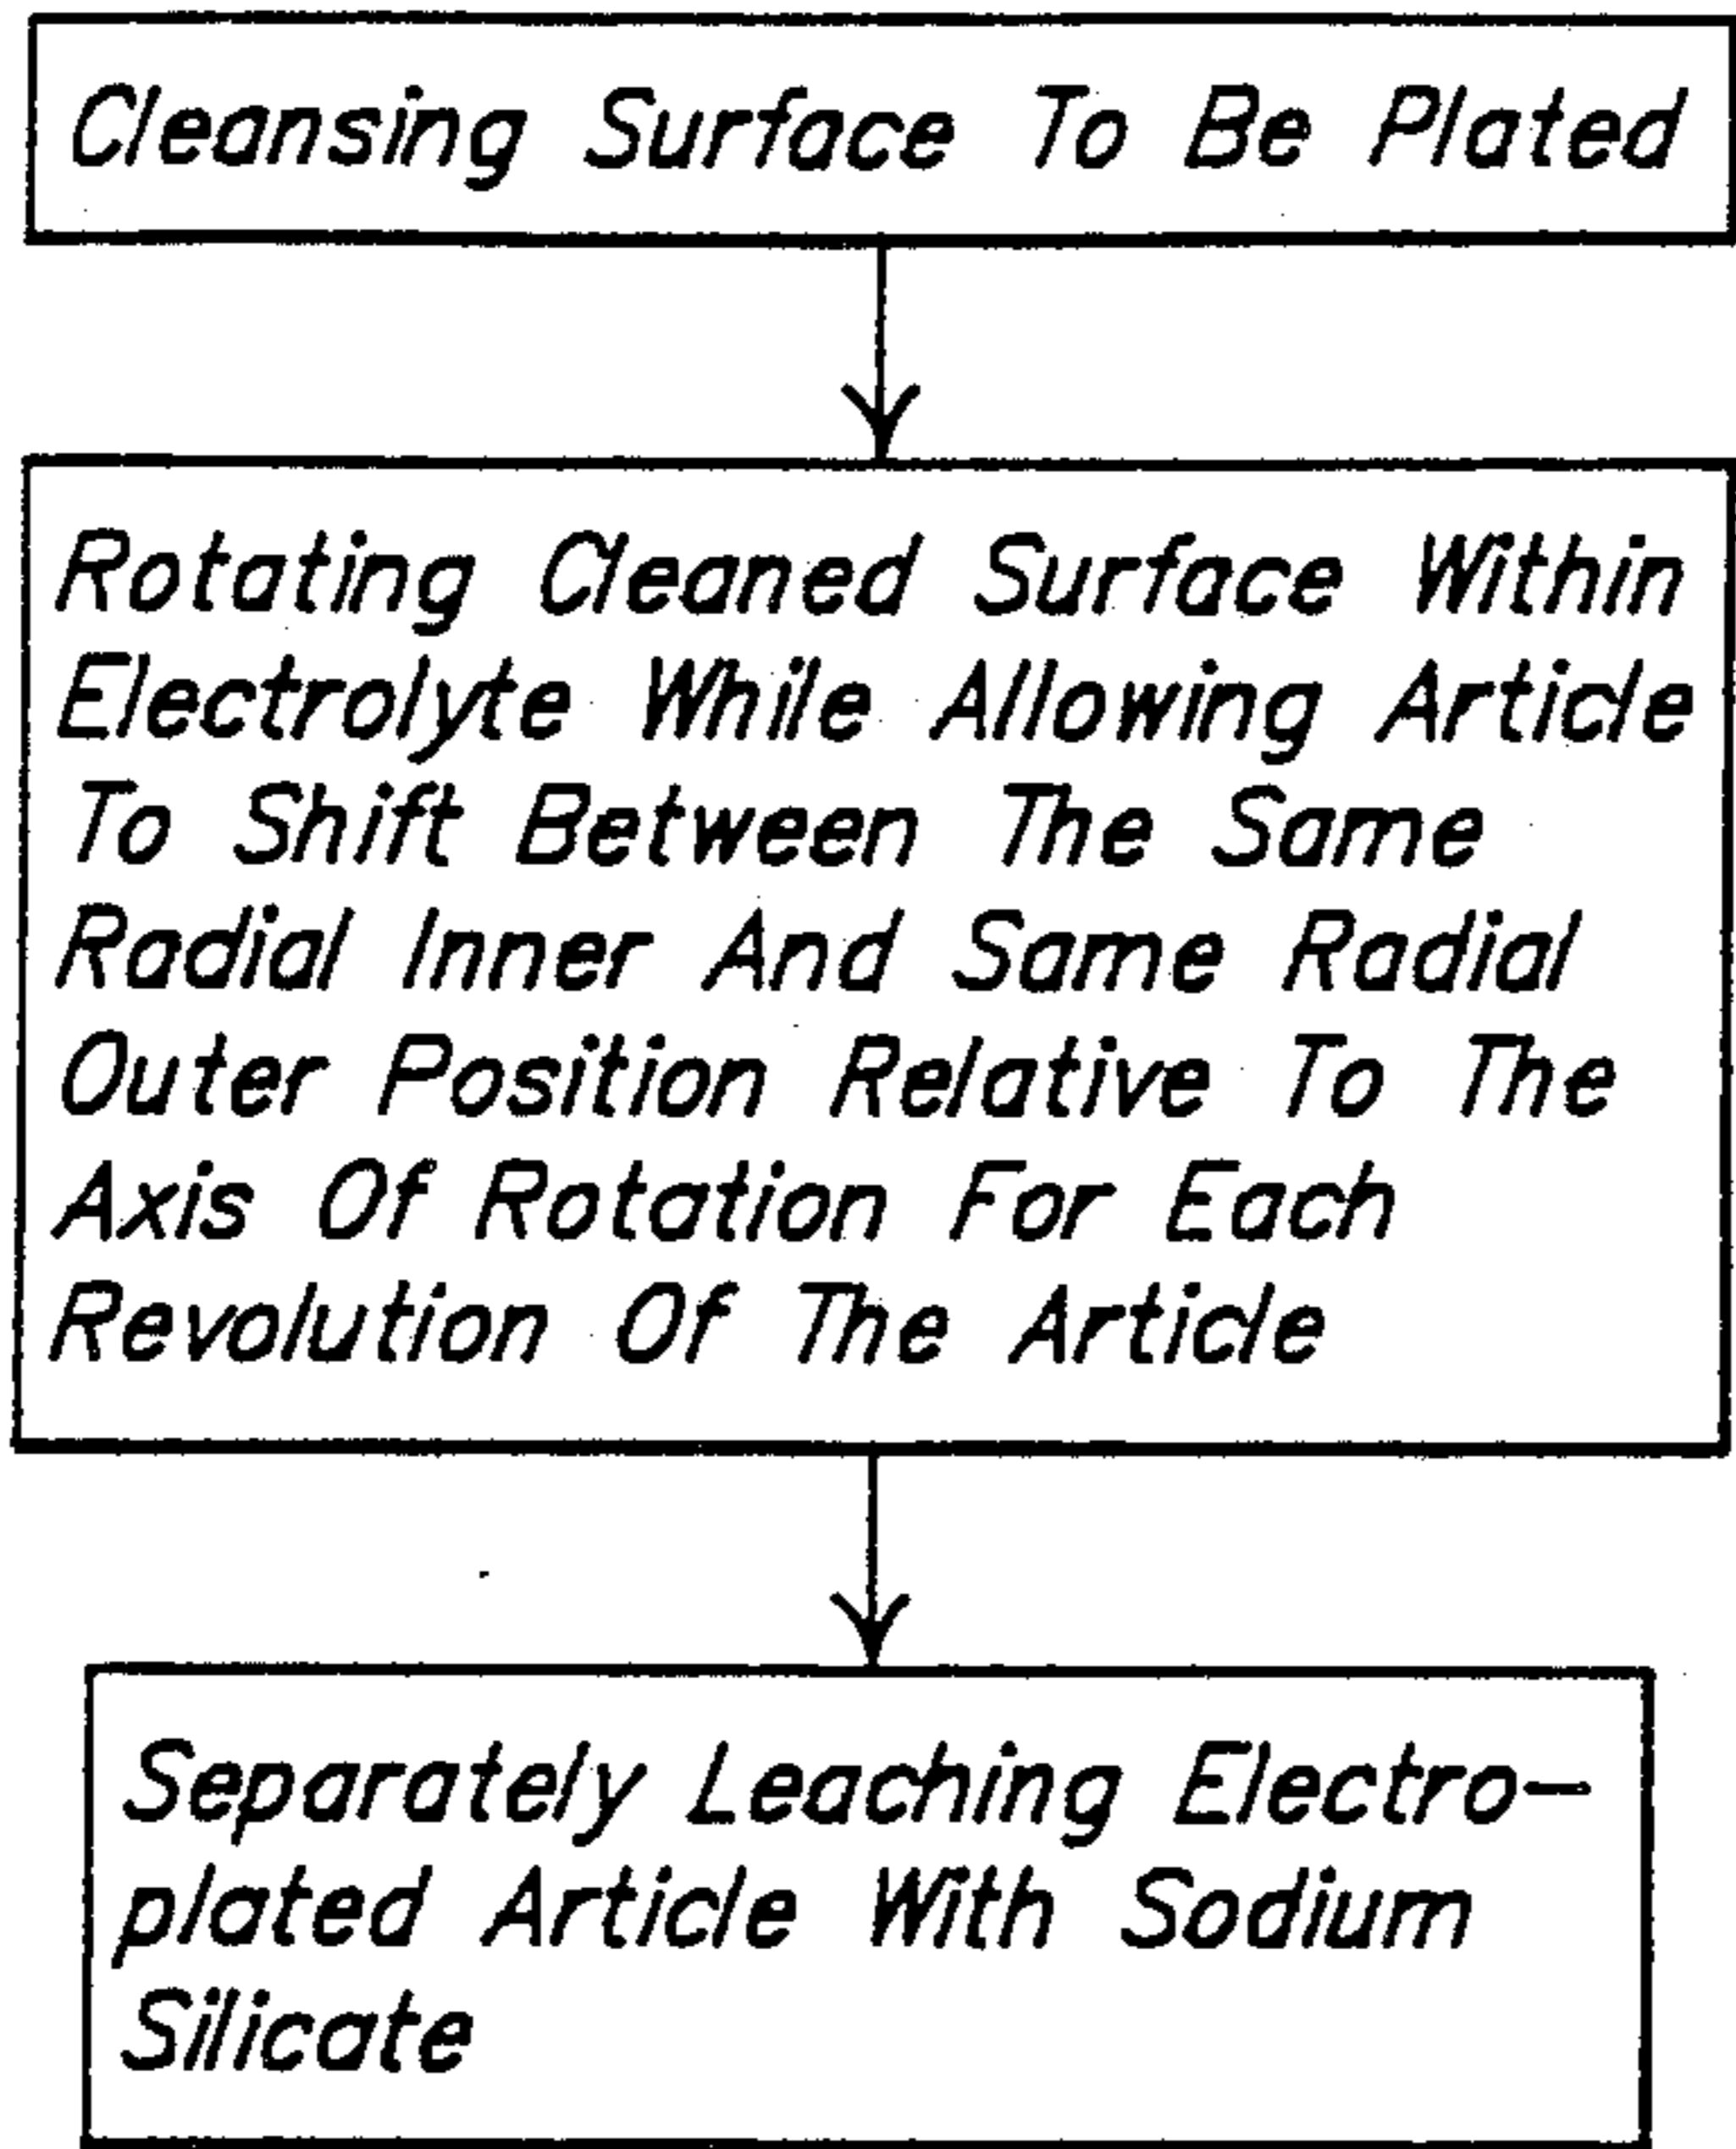 Cleansing Surface To Be Plated
Rotating Cleaned Surface Within
Electrolyte While Allowing Article
To Shift Between The Same
Radial Inner And Same Radial
Outer Position Relative To The
Axis Of Rotation For Each
Revolution Of The Article
Separately Leaching Electro-
plated Article With Sodium
Silicate